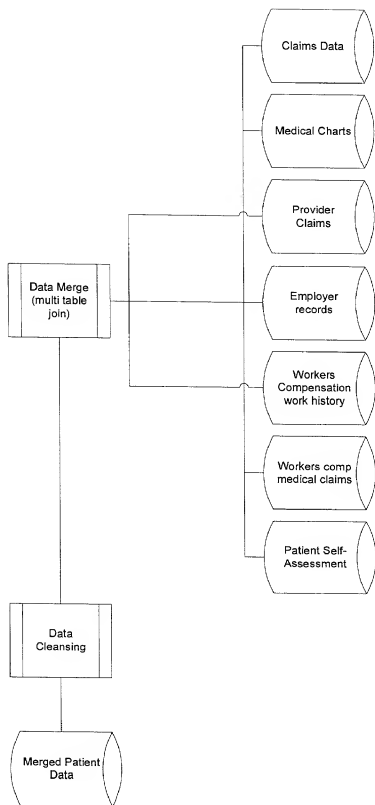 Claims Data
Medical Charts
Provider
Claims
Data Merge
(multi table
join)
Employer
records
Workers
Compensation
work history
Workers comp
medical claims
Patient Self-
Assessment
Data
Cleansing
Merged Patient
Data